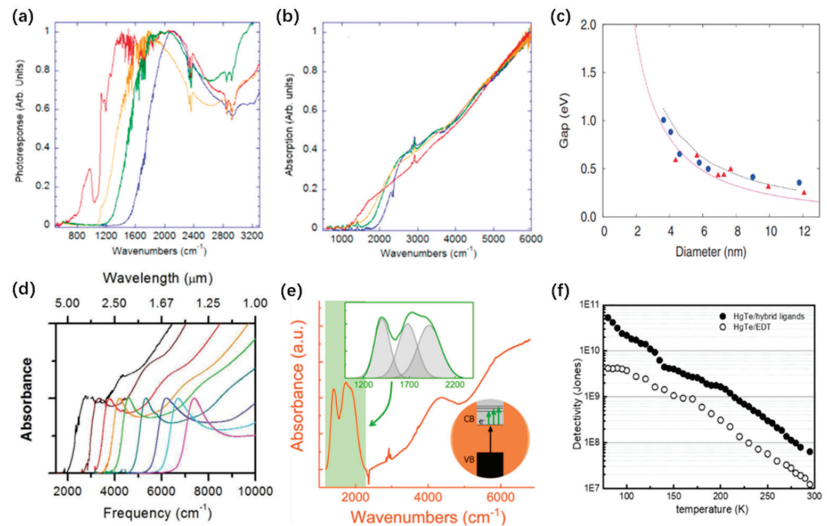 (a)
Photoresponse (Arb. Units)
1
0.8
0.6
0.4
0.2
0
600 1200 1800 2400 3000
Wavenumbers (cm⁻¹)
(b)
Absorption (Arb. units)
1
0.8
0.6
0.4
0.2
0
1000 2000 3000 4000 5000 6000
Wavenumbers (cm⁻¹)
(c)
Gap (eV)
2.0
1.5
1.0
0.5
0.0
0 2 4 6 8 10 12
Diameter (nm)
(d)
Wavelength (μm)
5.00 2.50 1.67 1.25 1.00
Absorbance
2000 4000 6000 8000 10000
Frequency (cm⁻¹)
(e)
Absorbance (a.u.)
1200 1700 2200
CB
e⁻
VB
2000 4000 6000
Wavenumbers (cm⁻¹)
(f)
Detectivity (Jones)
1E11
1E10
1E9
1E8
1E7
HgTe/hybrid ligands
HgTe/EDT
100 150 200 250 300
temperature (K)